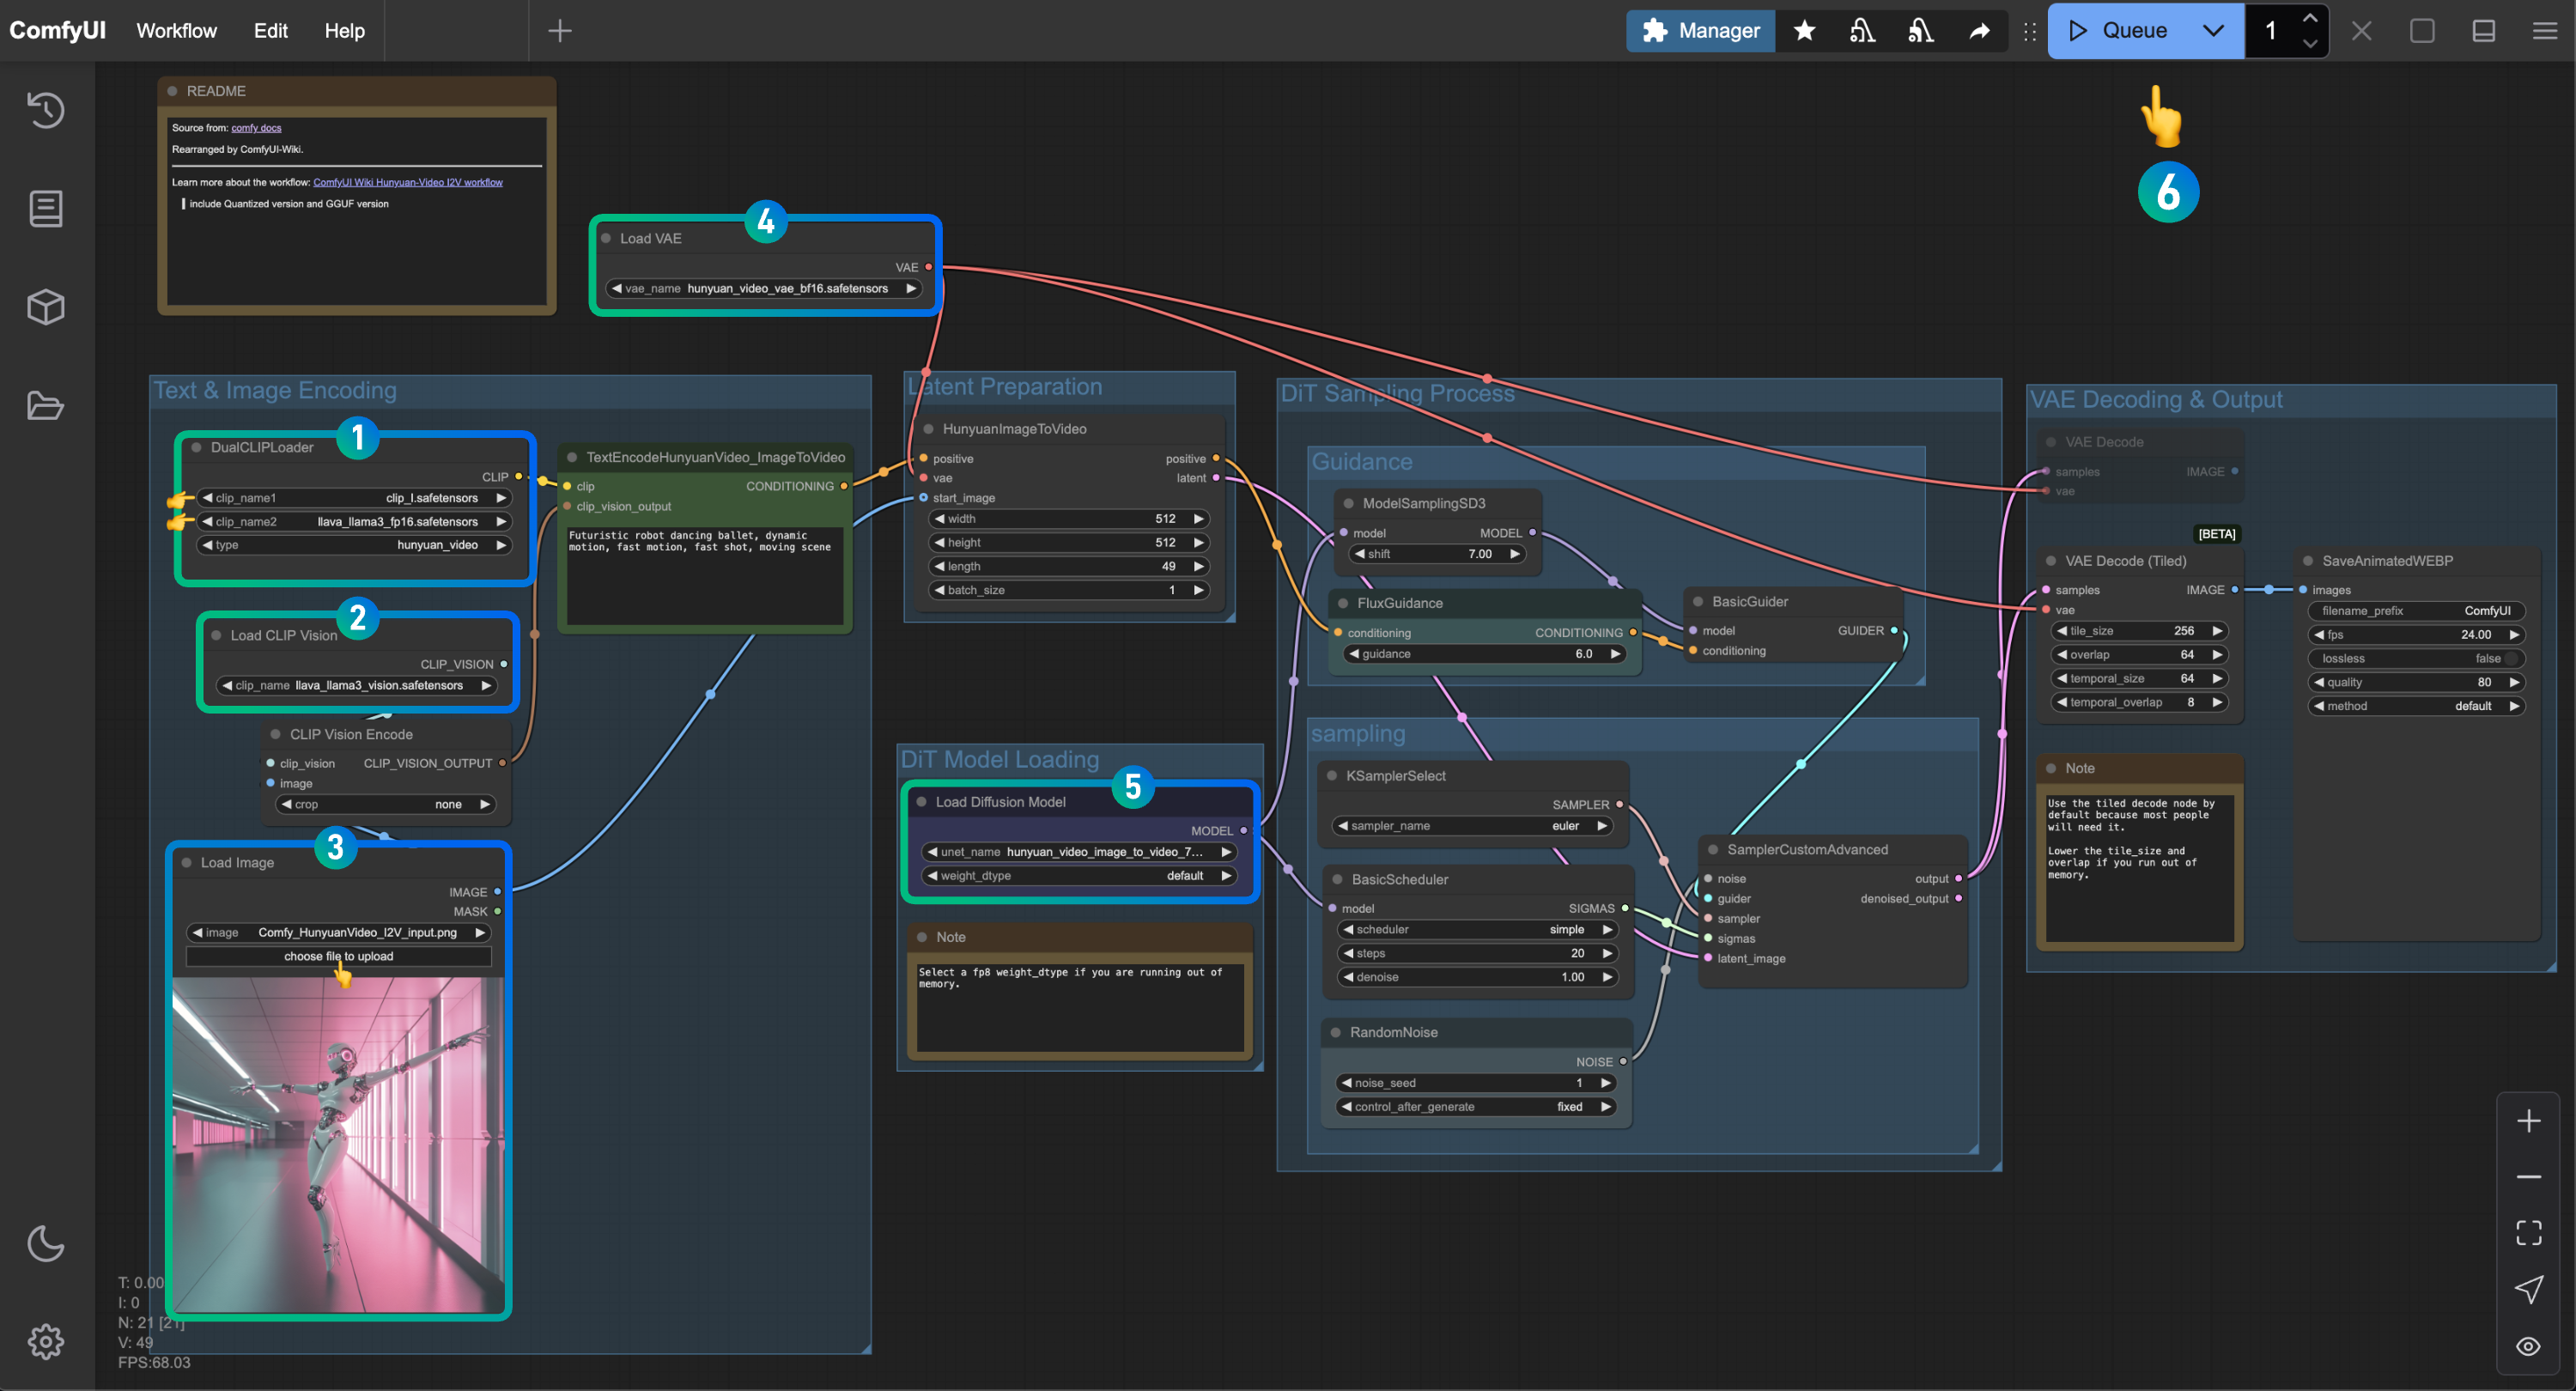 ComfyUI Workflow Edit Help
Manager
Queue
1
README
Source from: comfy docs
Rearranged by ComfyUI-Wiki.
Learn more about the workflow: ComfyUI Wiki Hunyuan-Video I2V workflow
include Quantized version and GGUF version
6
4
Load VAE
VAE
vae_name hunyuan_video_vae_bf16.safetensors
Text & Image Encoding
1
DualCLIPLoader
CLIP
clip_name1 clip_l.safetensors
clip_name2 llava_llama3_fp16.safetensors
type hunyuan_video
TextEncodeHunyuanVideo_ImageToVideo
clip CONDITIONING
clip_vision_output
Futuristic robot dancing ballet, dynamic
motion, fast motion, fast shot, moving scene
2
Load CLIP Vision
CLIP_VISION
clip_name llava_llama3_vision.safetensors
CLIP Vision Encode
clip_vision CLIP_VISION_OUTPUT
image
crop none
3
Load Image
IMAGE
MASK
image Comfy_HunyuanVideo_I2V_input.png
choose file to upload
Latent Preparation
HunyuanImageToVideo
positive positive
vae latent
start_image
width 512
height 512
length 49
batch_size 1
DiT Model Loading
5
Load Diffusion Model
MODEL
unet_name hunyuan_video_image_to_video_7...
weight_dtype default
Note
Select a fp8 weight_dtype if you are running out of
memory.
DiT Sampling Process
Guidance
ModelSamplingSD3
model MODEL
shift 7.00
FluxGuidance
conditioning CONDITIONING
guidance 6.0
BasicGuider
model GUIDER
conditioning
sampling
KSamplerSelect
SAMPLER
sampler_name euler
BasicScheduler
model SIGMAS
scheduler simple
steps 20
denoise 1.00
RandomNoise
NOISE
noise_seed 1
control_after_generate fixed
SamplerCustomAdvanced
noise output
guider denoised_output
sampler
sigmas
latent_image
VAE Decoding & Output
VAE Decode
samples IMAGE
vae
[BETA]
VAE Decode (Tiled)
samples IMAGE
vae
tile_size 256
overlap 64
temporal_size 64
temporal_overlap 8
SaveAnimatedWEBP
images
filename_prefix ComfyUI
fps 24.00
lossless false
quality 80
method default
Note
Use the tiled decode node by
default because most people
will need it.
Lower the tile_size and
overlap if you run out of
memory.
T: 0.00
I: 0
N: 21 [21]
V: 49
FPS:68.03